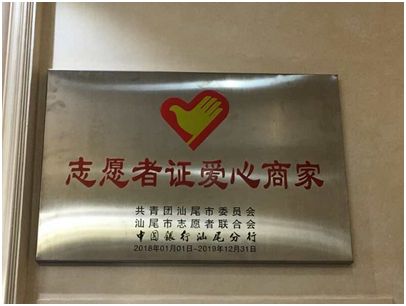 志愿者证爱心商家
共青团汕尾市委员会
汕尾市志愿者联合会
中国银行汕尾分行
2018年01月01日-2019年12月31日